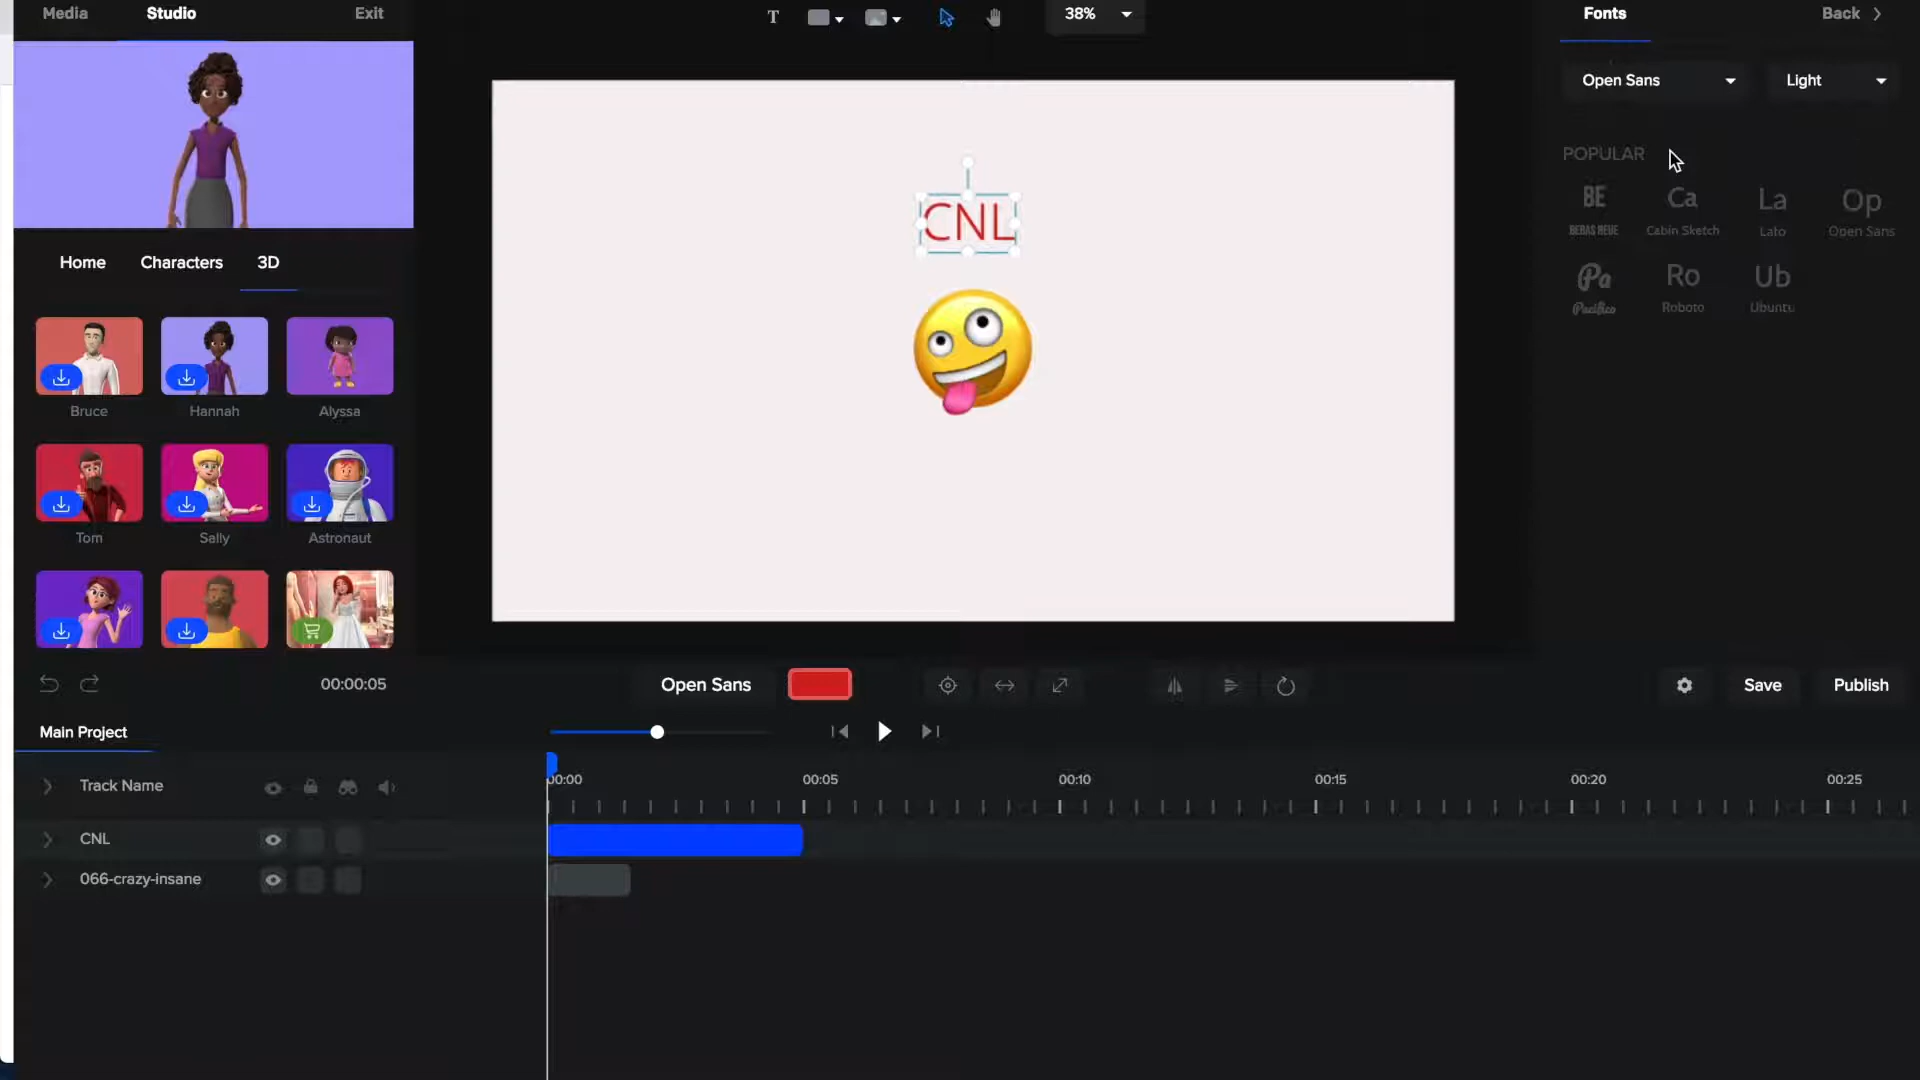 Media Studio Exit
T 38%
Fonts Back
Open Sans Light
POPULAR
BE Ca La Op
BEBAS NEUE Cabin Sketch Lato Open Sans
Pa Ro Ub
Pacifico Roboto Ubuntu
CNL
Home Characters 3D
Bruce Hannah Alyssa
Tom Sally Astronaut
00:00:05
Open Sans
Save Publish
Main Project
Track Name
00:00 00:05 00:10 00:15 00:20 00:25
CNL
066-crazy-insane